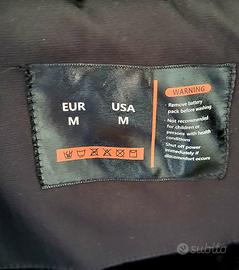 EUR
M
USA
M
WARNING
· Remove battery
pack before washing
· Not recommended
for children or
persons with health
conditions
· Shut off power
immediately if
discomfort occurs
subito